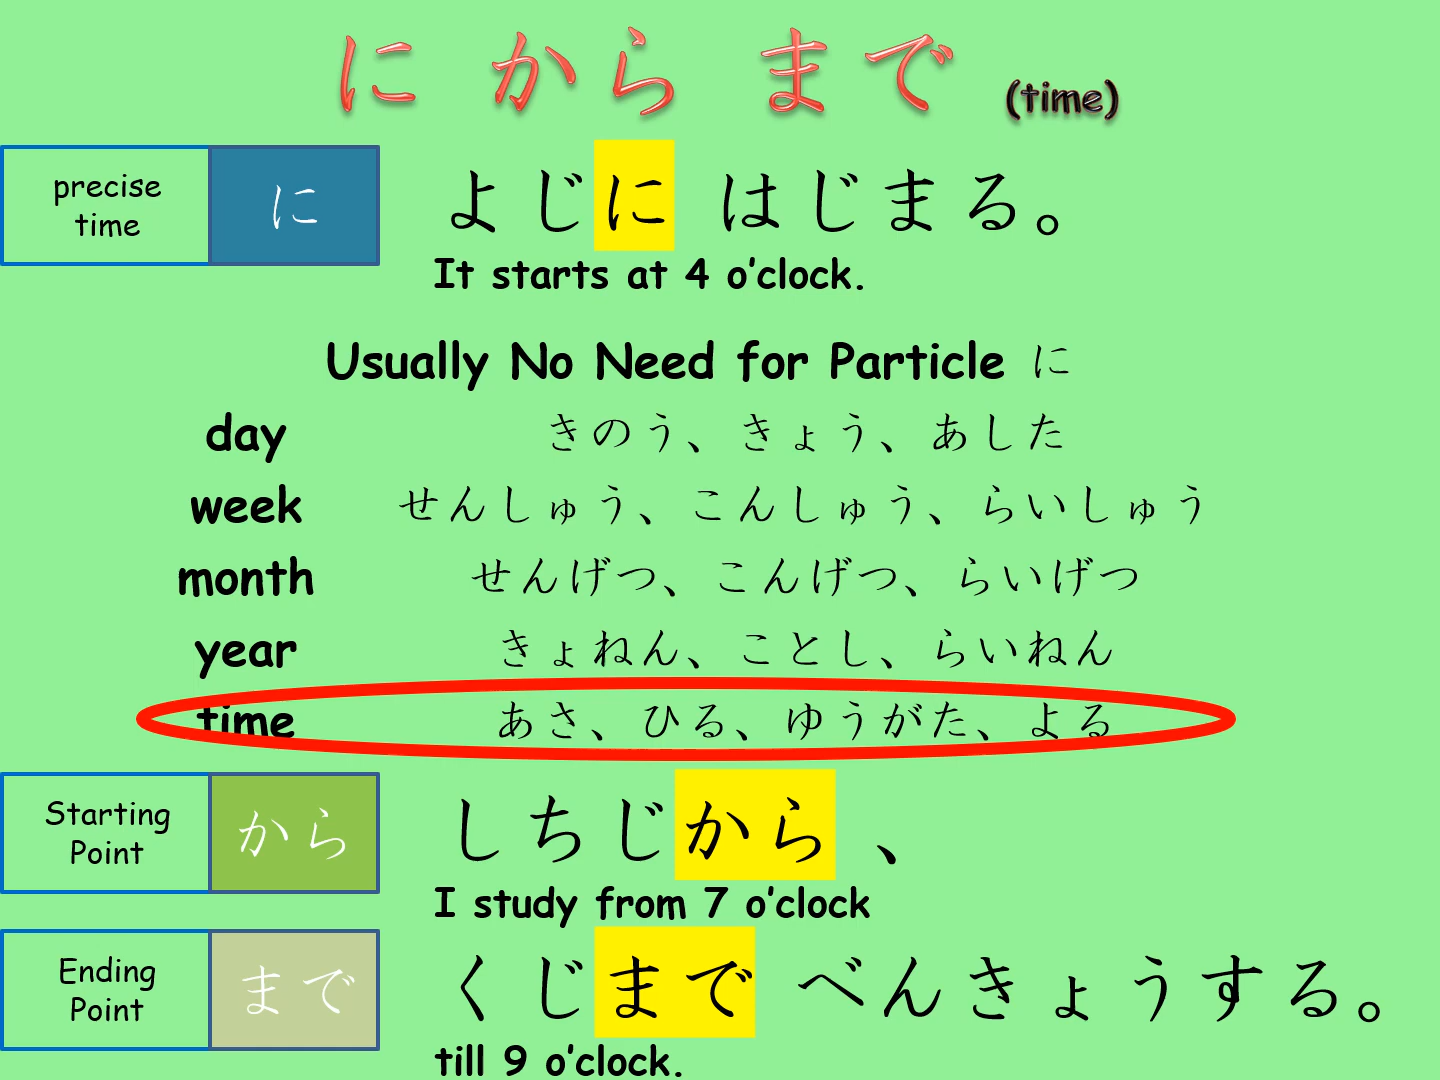 に から まで (time)
precise
time
に
よじに はじまる。
It starts at 4 o’clock.
Usually No Need for Particle に
day きのう、きょう、あした
week せんしゅう、こんしゅう、らいしゅう
month せんげつ、こんげつ、らいげつ
year きょねん、ことし、らいねん
time あさ、ひる、ゆうがた、よる
Starting
Point
から
しちじから 、
I study from 7 o’clock
Ending
Point
まで
くじまで べんきょうする。
till 9 o’clock.